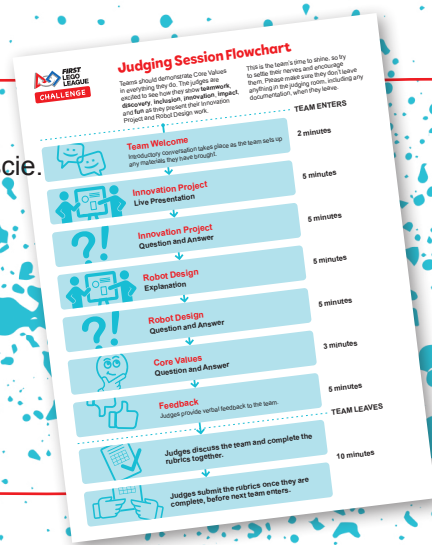 cie.
FIRST
LEGO
LEAGUE
CHALLENGE
Judging Session Flowchart
Teams should demonstrate Core Values
in everything they do. The judges are
excited to see how they show teamwork,
discovery, inclusion, innovation, impact,
and fun as they present their Innovation
Project and Robot Design work.
This is the team's time to shine, so try
to settle their nerves and encourage
them. Please make sure they don't leave
anything in the judging room, including any
documentation, when they leave.
TEAM ENTERS
Team Welcome
Introductory conversation takes place as the team sets up
any materials they have brought.
2 minutes
Innovation Project
Live Presentation
5 minutes
Innovation Project
Question and Answer
5 minutes
Robot Design
Explanation
5 minutes
Robot Design
Question and Answer
5 minutes
Core Values
Question and Answer
3 minutes
Feedback
Judges provide verbal feedback to the team.
5 minutes
TEAM LEAVES
Judges discuss the team and complete the
rubrics together.
10 minutes
Judges submit the rubrics once they are
complete, before next team enters.